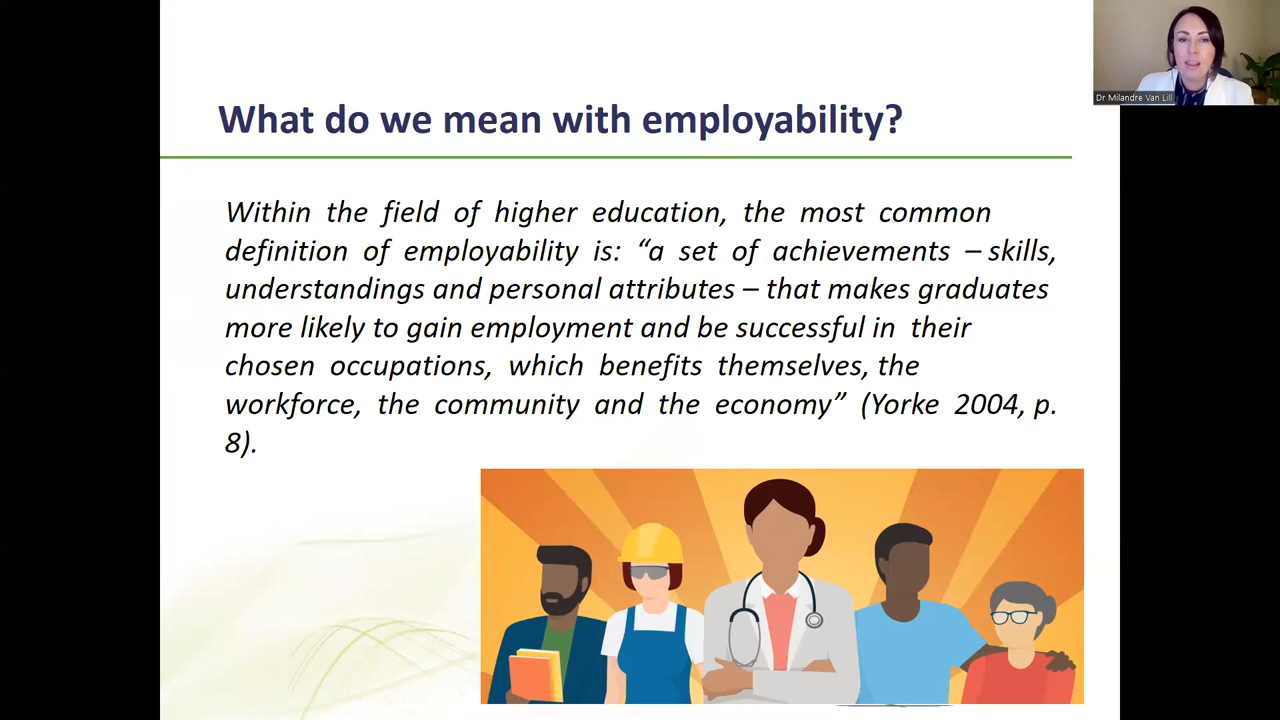 What do we mean with employability?
Dr Milandre Van Lill
Within the field of higher education, the most common
definition of employability is: “a set of achievements – skills,
understandings and personal attributes – that makes graduates
more likely to gain employment and be successful in their
chosen occupations, which benefits themselves, the
workforce, the community and the economy” (Yorke 2004, p.
8).